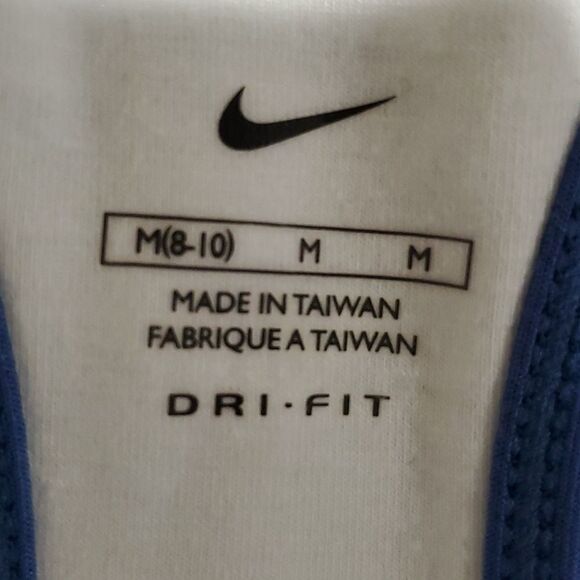 M(8-10) M M
MADE IN TAIWAN
FABRIQUE A TAIWAN
DRI-FIT